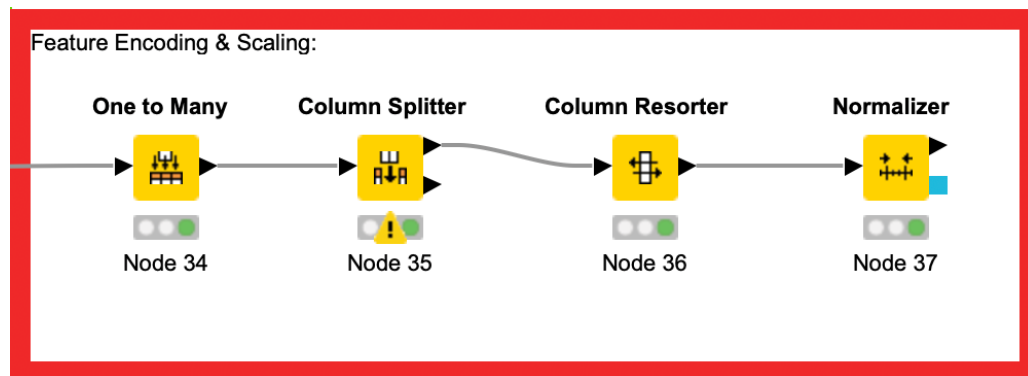 Feature Encoding & Scaling:
One to Many
Column Splitter
Column Resorter
Normalizer
!
Node 34
Node 35
Node 36
Node 37